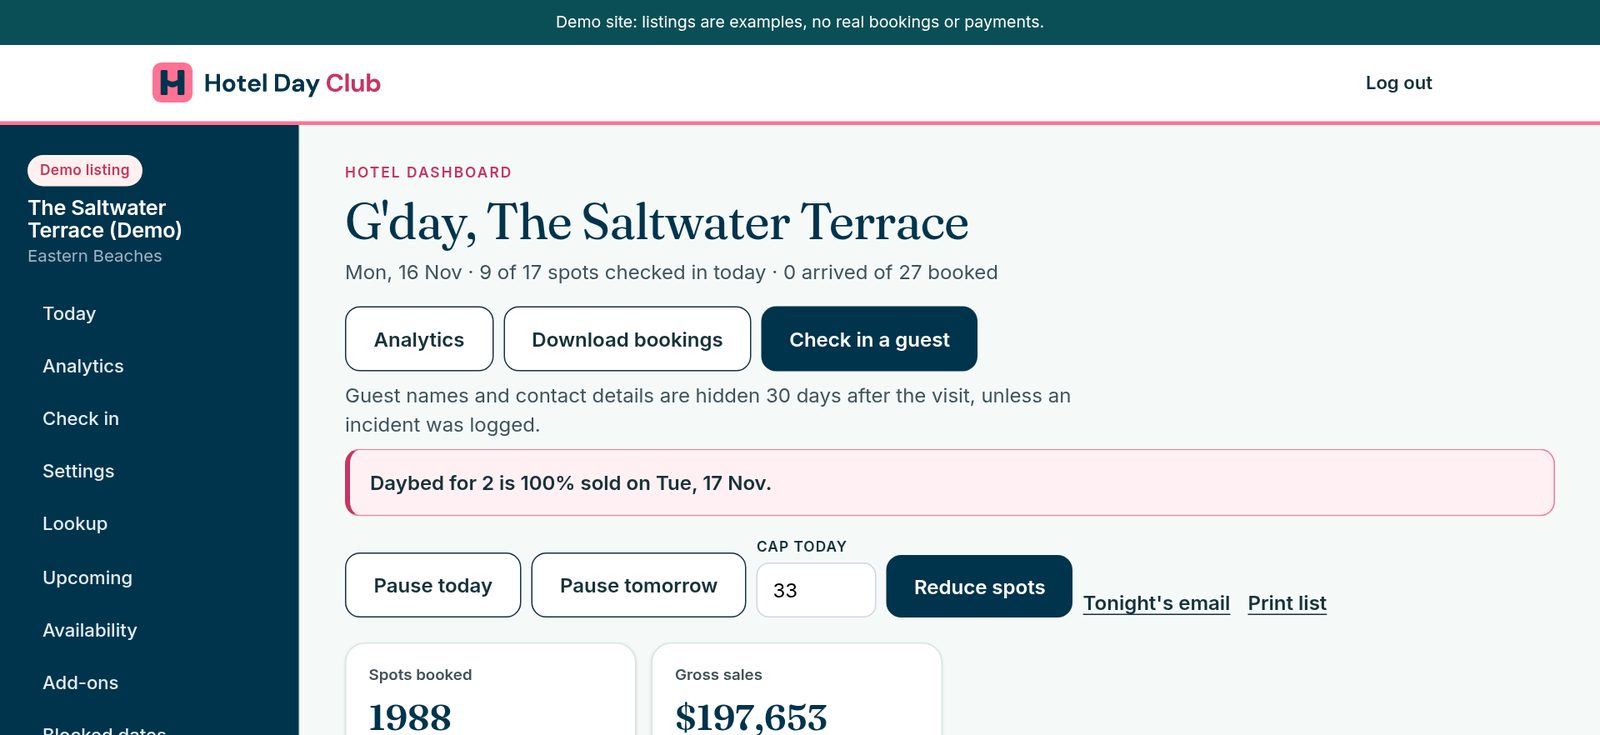 Demo site: listings are examples, no real bookings or payments.
Hotel Day Club
Log out
Demo listing
The Saltwater
Terrace (Demo)
Eastern Beaches
Today
Analytics
Check in
Settings
Lookup
Upcoming
Availability
Add-ons
Blocked dates
HOTEL DASHBOARD
G'day, The Saltwater Terrace
Mon, 16 Nov · 9 of 17 spots checked in today · 0 arrived of 27 booked
Analytics
Download bookings
Check in a guest
Guest names and contact details are hidden 30 days after the visit, unless an
incident was logged.
Daybed for 2 is 100% sold on Tue, 17 Nov.
Pause today
Pause tomorrow
CAP TODAY
33
Reduce spots
Tonight's email
Print list
Spots booked
1988
Gross sales
$197,653